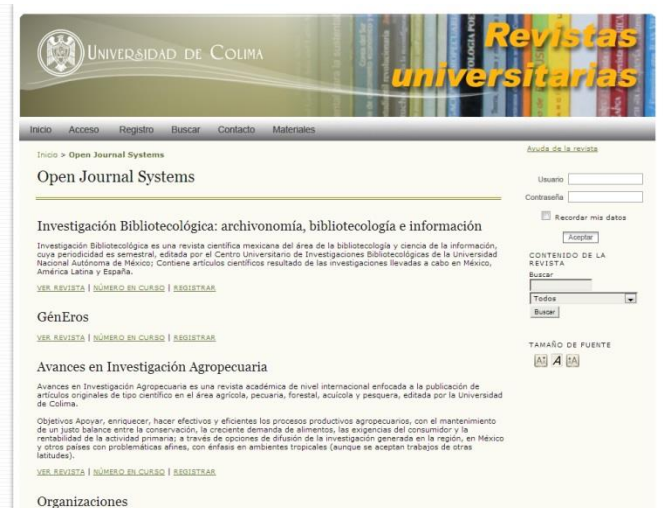 UNIVERSIDAD DE COLIMA
Revistas
universitarias
Inicio Acceso Registro Buscar Contacto Materiales
Inicio > Open Journal Systems
Open Journal Systems
Investigación Bibliotecológica: archivonomía, bibliotecología e información
Investigación Bibliotecológica es una revista científica mexicana del área de la bibliotecología y ciencia de la información,
cuya periodicidad es semestral, editada por el Centro Universitario de Investigaciones Bibliotecológicas de la Universidad
Nacional Autónoma de México; Contiene artículos científicos resultado de las investigaciones llevadas a cabo en México,
América Latina y España.
VER REVISTA | NÚMERO EN CURSO | REGISTRAR
GénEros
VER REVISTA | NÚMERO EN CURSO | REGISTRAR
Avances en Investigación Agropecuaria
Avances en Investigación Agropecuaria es una revista académica de nivel internacional enfocada a la publicación de
artículos originales de tipo científico en el área agrícola, pecuaria, forestal, acuícola y pesquera, editada por la Universidad
de Colima.
Objetivos Apoyar, enriquecer, hacer efectivos y eficientes los procesos productivos agropecuarios, con el mantenimiento
de un justo balance entre la conservación, la creciente demanda de alimentos, las exigencias del consumidor y la
rentabilidad de la actividad primaria; a través de opciones de difusión de la investigación generada en la región, en México
y otros países con problemáticas afines, con énfasis en ambientes tropicales (aunque se aceptan trabajos de otras
latitudes).
VER REVISTA | NÚMERO EN CURSO | REGISTRAR
Organizaciones
Ayuda de la revista
Usuario
Contraseña
Recordar mis datos
Aceptar
CONTENIDO DE LA
REVISTA
Buscar
Todos
Buscar
TAMAÑO DE FUENTE
A A A